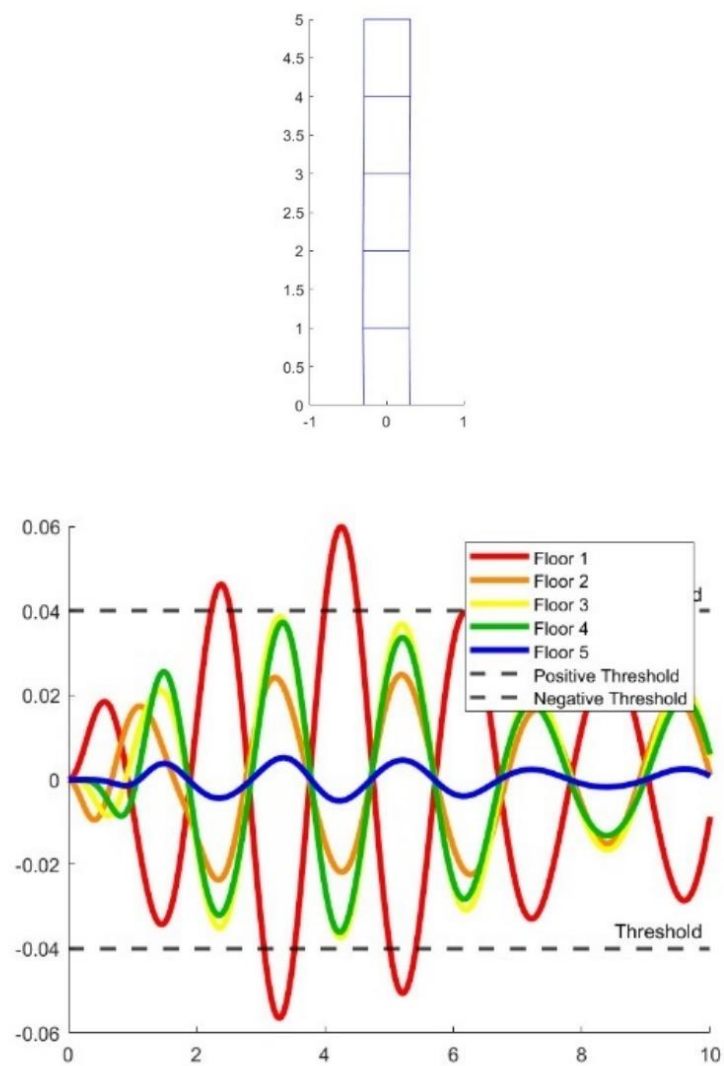 5
4.5
4
3.5
3
2.5
2
1.5
1
0.5
0
-1 0 1
0.06
0.04
0.02
0
-0.02
-0.04
-0.06
Floor 1
Floor 2
Floor 3
Floor 4
Floor 5
Positive Threshold
Negative Threshold
d
Threshold
0 2 4 6 8 10